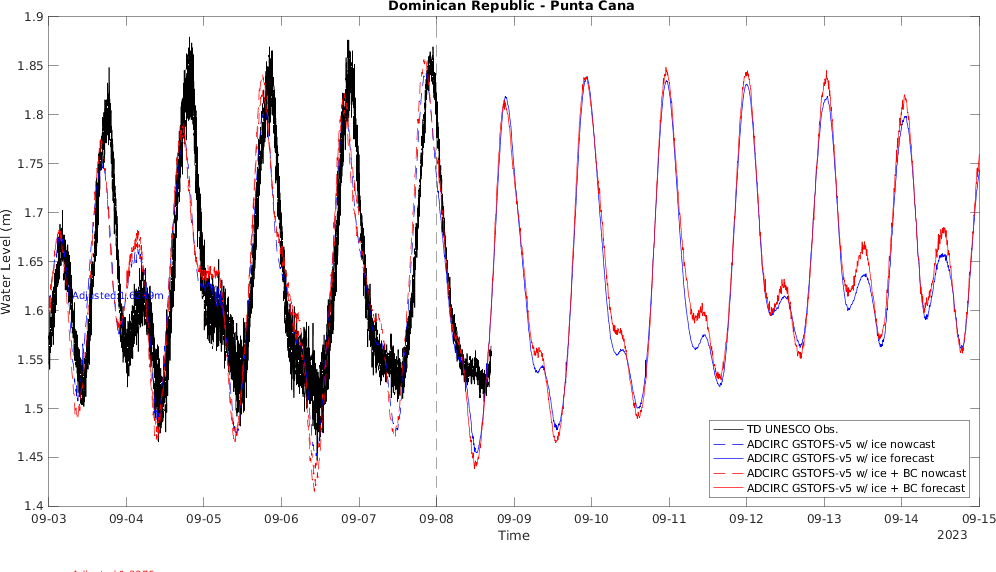 Dominican Republic - Punta Cana
Water Level (m)
1.9
1.85
1.8
1.75
1.7
1.65
1.6
1.55
1.5
1.45
1.4
TD UNESCO Obs.
ADCIRC GSTOFS-v5 w/ ice nowcast
ADCIRC GSTOFS-v5 w/ ice forecast
ADCIRC GSTOFS-v5 w/ ice + BC nowcast
ADCIRC GSTOFS-v5 w/ ice + BC forecast
09-03 09-04 09-05 09-06 09-07 09-08 09-09 09-10 09-11 09-12 09-13 09-14 09-15
Time
2023